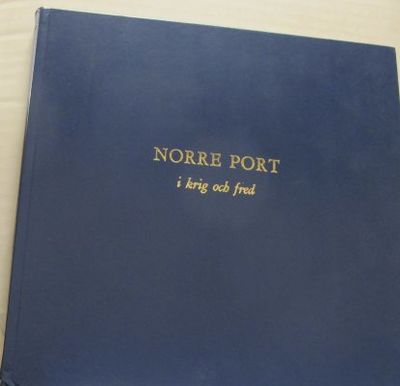 NORRE PORT
i krig och fred